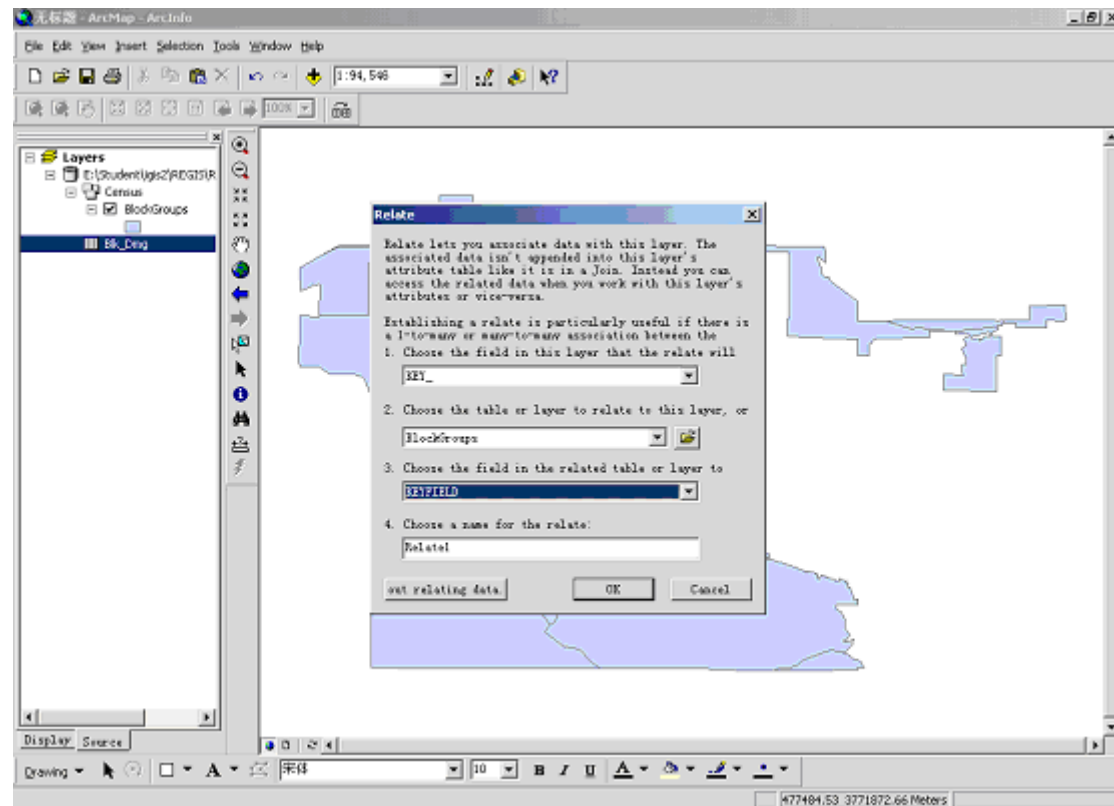 无标题 - ArcMap - ArcInfo
File Edit View Insert Selection Tools Window Help
1:94,546
100%
Layers
E:\Student\gis2\REGIS\R
Census
BlockGroups
Blk_Dmg
Display Source
Relate
Relate lets you associate data with this layer. The
associated data isn't appended into this layer's
attribute table like it is in a Join. Instead you can
access the related data when you work with this layer's
attributes or vice-versa.
Establishing a relate is particularly useful if there is
a 1-to-many or many-to-many association between the
1. Choose the field in this layer that the relate will
KEY_
2. Choose the table or layer to relate to this layer, or
BlockGroups
3. Choose the field in the related table or layer to
KEYFIELD
4. Choose a name for the relate:
Relate1
out relating data.
OK
Cancel
Drawing
A
宋体
10
B I U A
477484.53 3771872.66 Meters